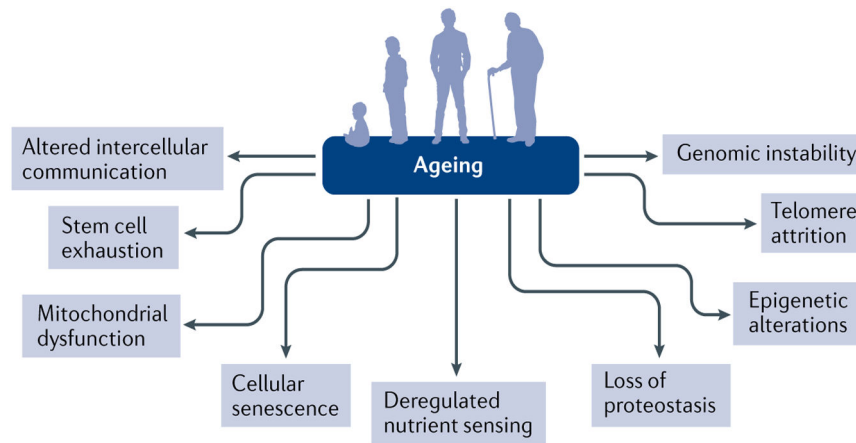 Ageing
Altered intercellular
communication
Genomic instability
Stem cell
exhaustion
Telomere
attrition
Mitochondrial
dysfunction
Epigenetic
alterations
Cellular
senescence
Deregulated
nutrient sensing
Loss of
proteostasis